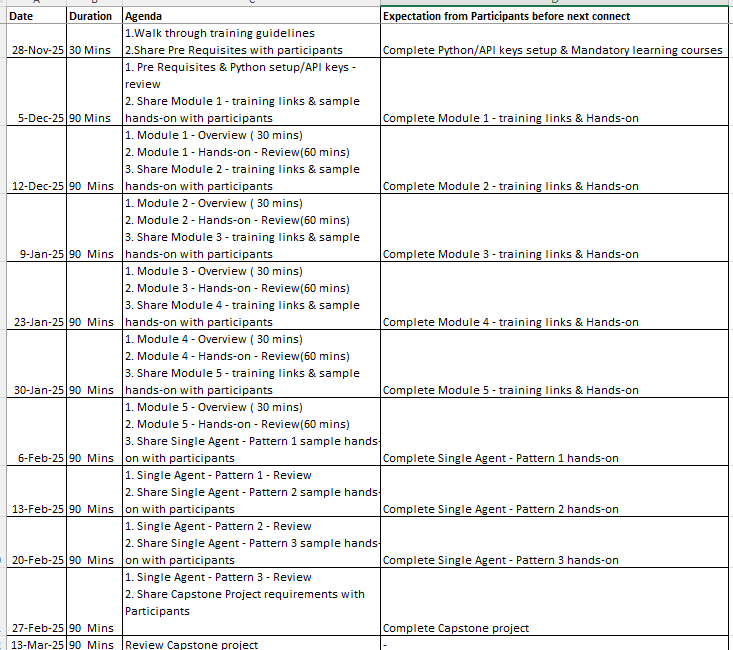 Date Duration Agenda Expectation from Participants before next connect
1.Walk through training guidelines
28-Nov-25 30 Mins 2.Share Pre Requisites with participants Complete Python/API keys setup & Mandatory learning courses
1. Pre Requisites & Python setup/API keys -
review
2. Share Module 1 - training links & sample
5-Dec-25 90 Mins hands-on with participants Complete Module 1 - training links & Hands-on
1. Module 1 - Overview ( 30 mins)
2. Module 1 - Hands-on - Review(60 mins)
3. Share Module 2 - training links & sample
12-Dec-25 90 Mins hands-on with participants Complete Module 2 - training links & Hands-on
1. Module 2 - Overview ( 30 mins)
2. Module 2 - Hands-on - Review(60 mins)
3. Share Module 3 - training links & sample
9-Jan-25 90 Mins hands-on with participants Complete Module 3 - training links & Hands-on
1. Module 3 - Overview ( 30 mins)
2. Module 3 - Hands-on - Review(60 mins)
3. Share Module 4 - training links & sample
23-Jan-25 90 Mins hands-on with participants Complete Module 4 - training links & Hands-on
1. Module 4 - Overview ( 30 mins)
2. Module 4 - Hands-on - Review(60 mins)
3. Share Module 5 - training links & sample
30-Jan-25 90 Mins hands-on with participants Complete Module 5 - training links & Hands-on
1. Module 5 - Overview ( 30 mins)
2. Module 5 - Hands-on - Review(60 mins)
3. Share Single Agent - Pattern 1 sample hands-
6-Feb-25 90 Mins on with participants Complete Single Agent - Pattern 1 hands-on
1. Single Agent - Pattern 1 - Review
2. Share Single Agent - Pattern 2 sample hands-
13-Feb-25 90 Mins on with participants Complete Single Agent - Pattern 2 hands-on
1. Single Agent - Pattern 2 - Review
2. Share Single Agent - Pattern 3 sample hands-
20-Feb-25 90 Mins on with participants Complete Single Agent - Pattern 3 hands-on
1. Single Agent - Pattern 3 - Review
2. Share Capstone Project requirements with
Participants
27-Feb-25 90 Mins Complete Capstone project
13-Mar-25 90 Mins Review Capstone project -